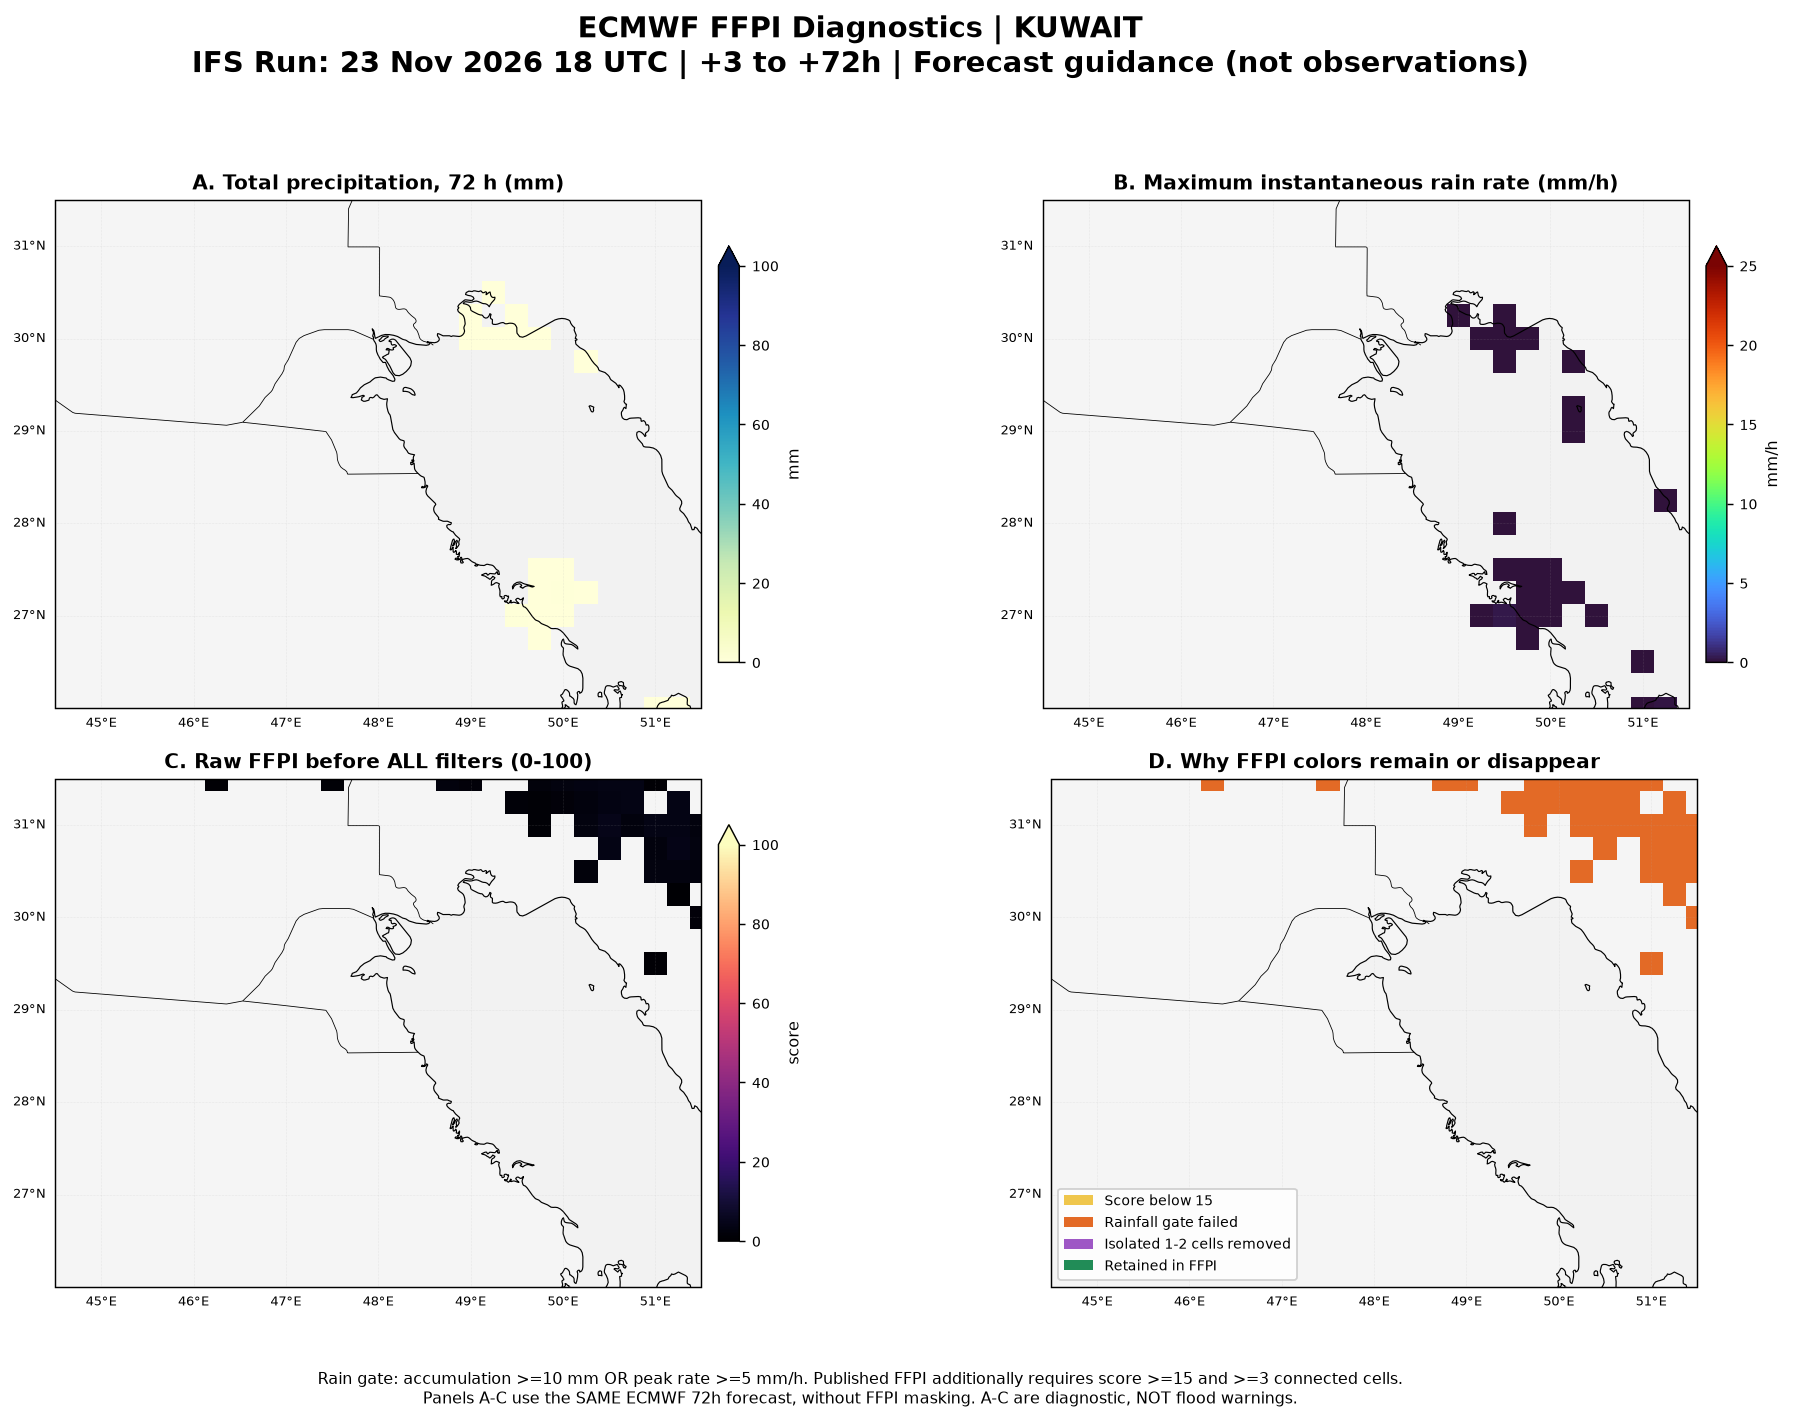 ECMWF FFPI Diagnostics | KUWAIT
IFS Run: 23 Nov 2026 18 UTC | +3 to +72h | Forecast guidance (not observations)
A. Total precipitation, 72 h (mm)
31°N
30°N
29°N
28°N
27°N
45°E 46°E 47°E 48°E 49°E 50°E 51°E
100
80
60
40
20
0
mm
B. Maximum instantaneous rain rate (mm/h)
31°N
30°N
29°N
28°N
27°N
45°E 46°E 47°E 48°E 49°E 50°E 51°E
25
20
15
10
5
0
mm/h
C. Raw FFPI before ALL filters (0-100)
31°N
30°N
29°N
28°N
27°N
45°E 46°E 47°E 48°E 49°E 50°E 51°E
100
80
60
40
20
0
score
D. Why FFPI colors remain or disappear
31°N
30°N
29°N
28°N
27°N
Score below 15
Rainfall gate failed
Isolated 1-2 cells removed
Retained in FFPI
45°E 46°E 47°E 48°E 49°E 50°E 51°E
Rain gate: accumulation >=10 mm OR peak rate >=5 mm/h. Published FFPI additionally requires score >=15 and >=3 connected cells.
Panels A-C use the SAME ECMWF 72h forecast, without FFPI masking. A-C are diagnostic, NOT flood warnings.